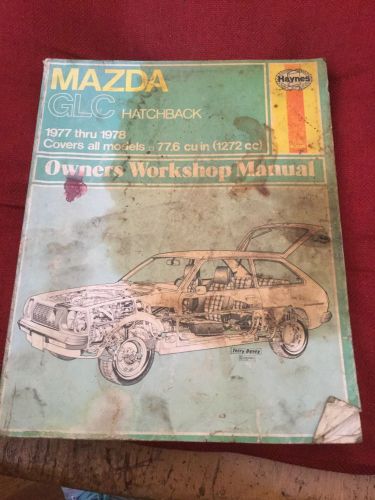 Haynes
MAZDA
GLC HATCHBACK
1977 thru 1978
Covers all models 77.6 cu in (1272 cc)
Owners Workshop Manual
Terry Davey